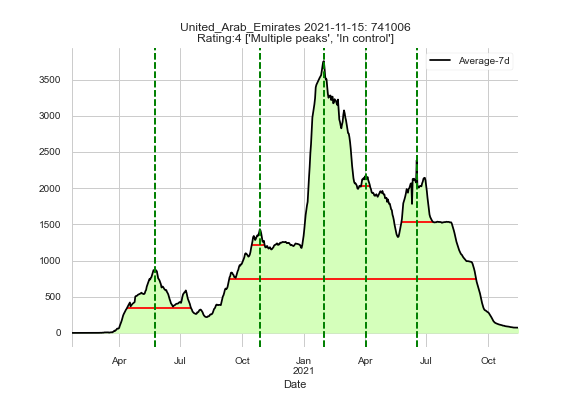 United_Arab_Emirates 2021-11-15: 741006
Rating:4 ['Multiple peaks', 'In control']
Average-7d
3500
3000
2500
2000
1500
1000
500
0
Apr Jul Oct Jan Apr Jul Oct
2021
Date